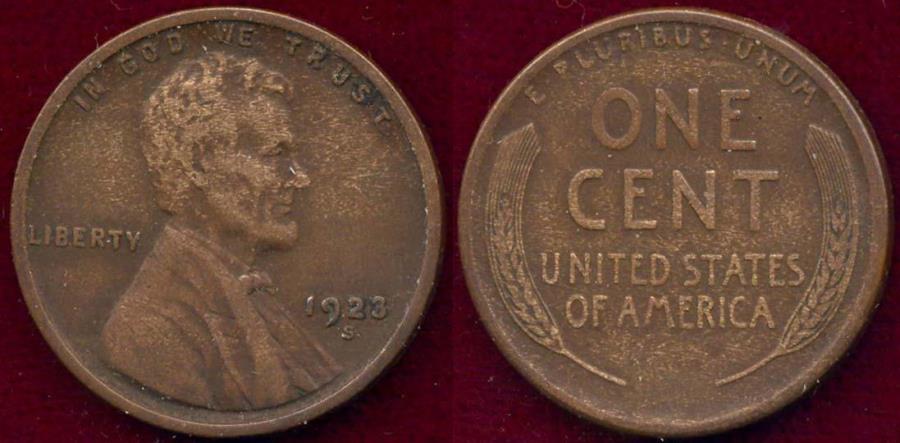 IN GOD WE TRUST
LIBERTY
1923
S
E PLURIBUS UNUM
ONE
CENT
UNITED STATES
OF AMERICA